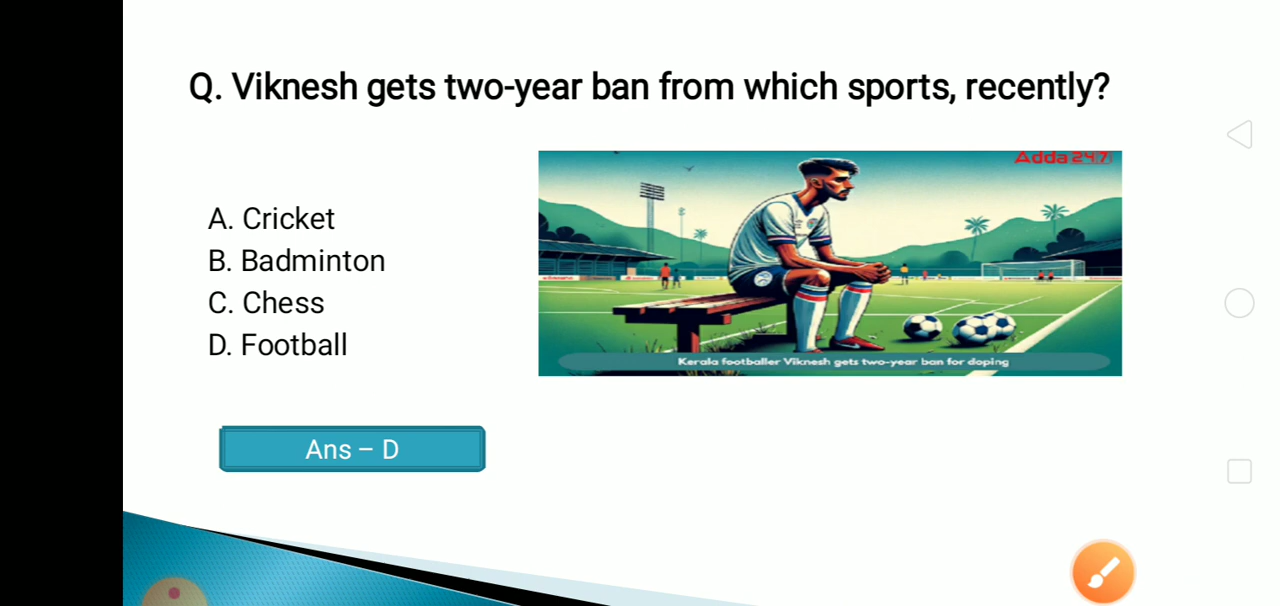 Q. Viknesh gets two-year ban from which sports, recently?
Adda247
A. Cricket
B. Badminton
C. Chess
D. Football
Kerala footballer Viknesh gets two-year ban for doping
Ans – D